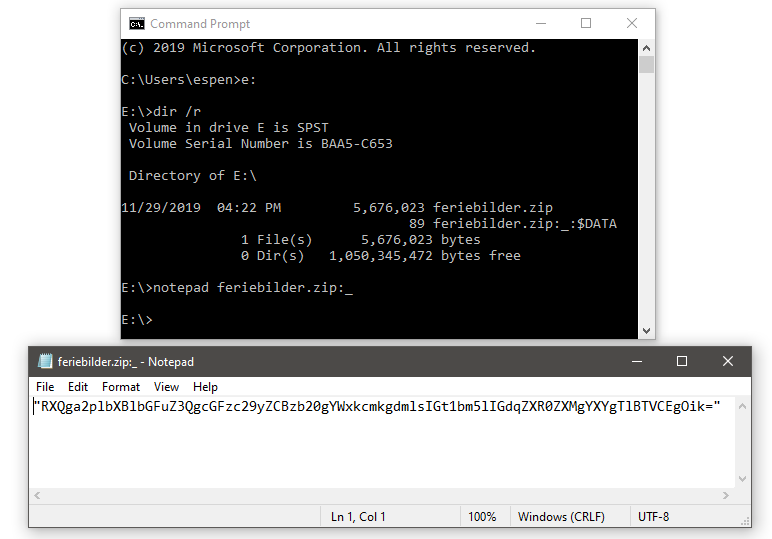 Command Prompt
(c) 2019 Microsoft Corporation. All rights reserved.
C:\Users\espen>e:
E:\>dir /r
Volume in drive E is SPST
Volume Serial Number is BAA5-C653
Directory of E:\
11/29/2019  04:22 PM         5,676,023 feriebilder.zip
89 feriebilder.zip:_:$DATA
1 File(s)      5,676,023 bytes
0 Dir(s)   1,050,345,472 bytes free
E:\>notepad feriebilder.zip:_
E:\>
feriebilder.zip:_ - Notepad
File Edit Format View Help
"RXQga2plbXBlbGFuZ3QgcGFzc29yZCBzb20gYWxkcmkgdmlsIGt1bm5lIGdqZXR0ZXMgYXYgTlBTVCEgOik="
Ln 1, Col 1 100% Windows (CRLF) UTF-8